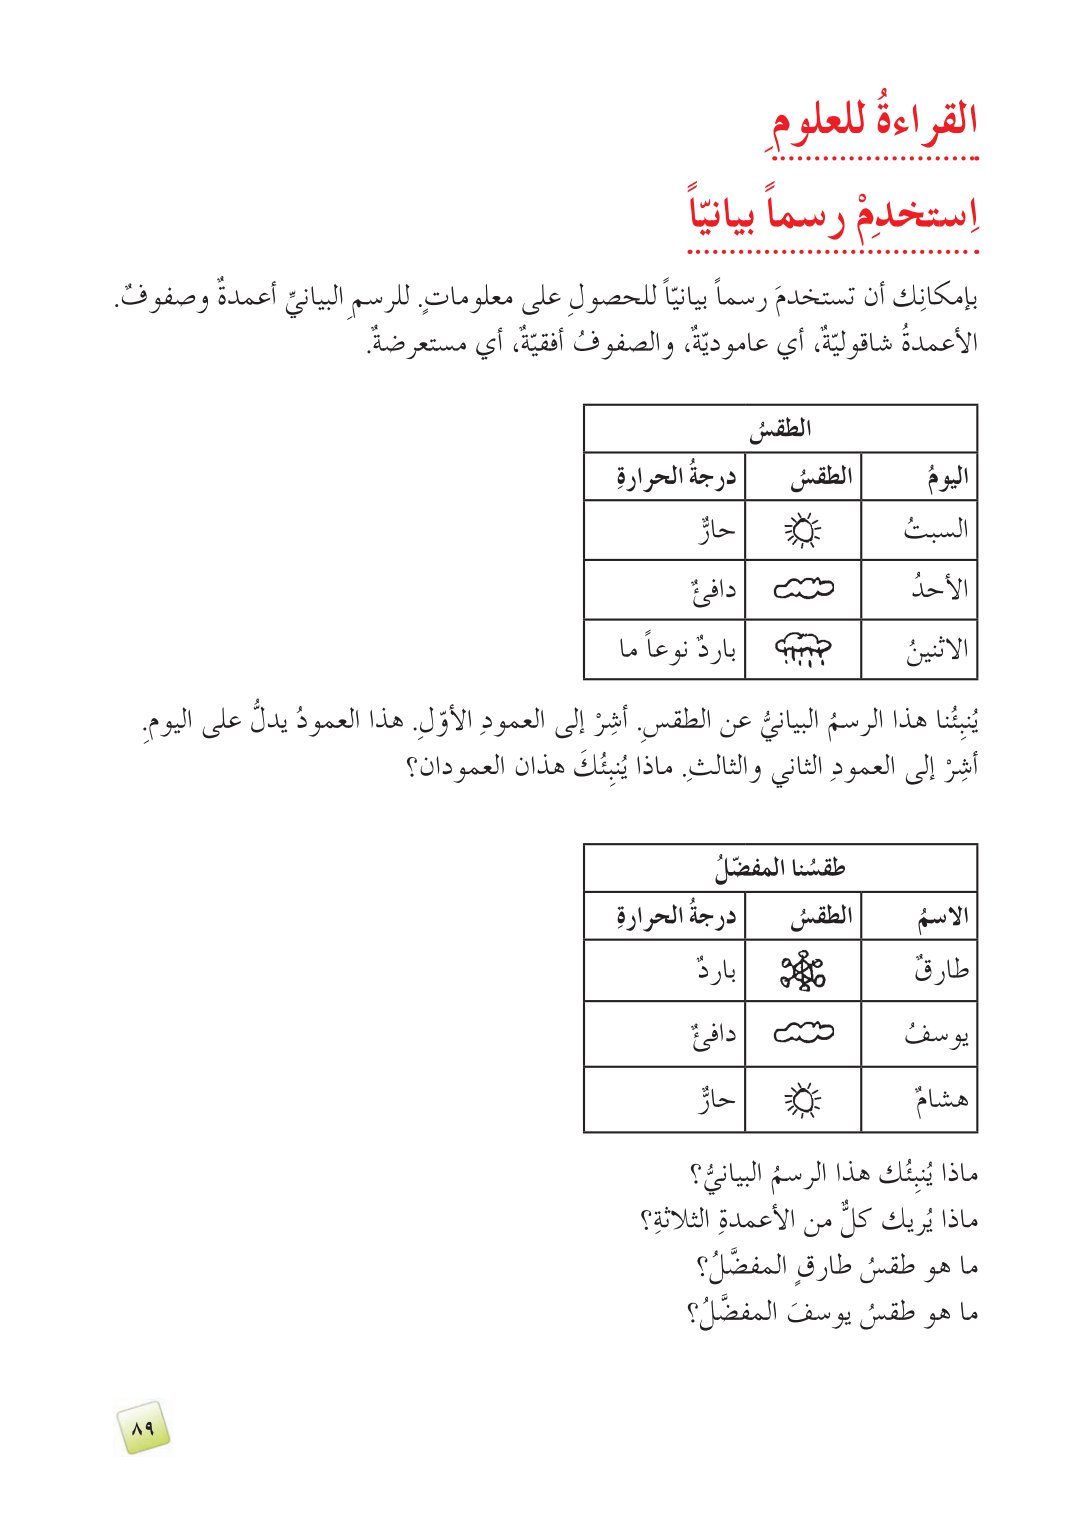 القراءةُ للعلومِ
اِستخدِمْ رسماً بيانيّاً
بإمكانِك أن تستخدمَ رسماً بيانيّاً للحصولِ على معلوماتٍ. للرسمِ البيانيِّ أعمدةٌ وصفوفٌ.
الأعمدةُ شاقوليّةٌ، أي عاموديّةٌ، والصفوفُ أفقيّةٌ، أي مستعرضةٌ.
الطقسُ
اليومُ الطقسُ درجةُ الحرارةِ
السبتُ حارٌّ
الأحدُ دافئٌ
الاثنينُ باردٌ نوعاً ما
يُنبِئُنا هذا الرسمُ البيانيُّ عن الطقسِ. أشِرْ إلى العمودِ الأوّلِ. هذا العمودُ يدلُّ على اليومِ.
أشِرْ إلى العمودِ الثاني والثالثِ. ماذا يُنبِئُكَ هذان العمودان؟
طقسُنا المفضّلُ
الاسمُ الطقسُ درجةُ الحرارةِ
طارقٌ باردٌ
يوسفُ دافئٌ
هشامٌ حارٌّ
ماذا يُنبِئُك هذا الرسمُ البيانيُّ؟
ماذا يُريك كلٌّ من الأعمدةِ الثلاثةِ؟
ما هو طقسُ طارقٍ المفضَّلُ؟
ما هو طقسُ يوسفَ المفضَّلُ؟
٨٩